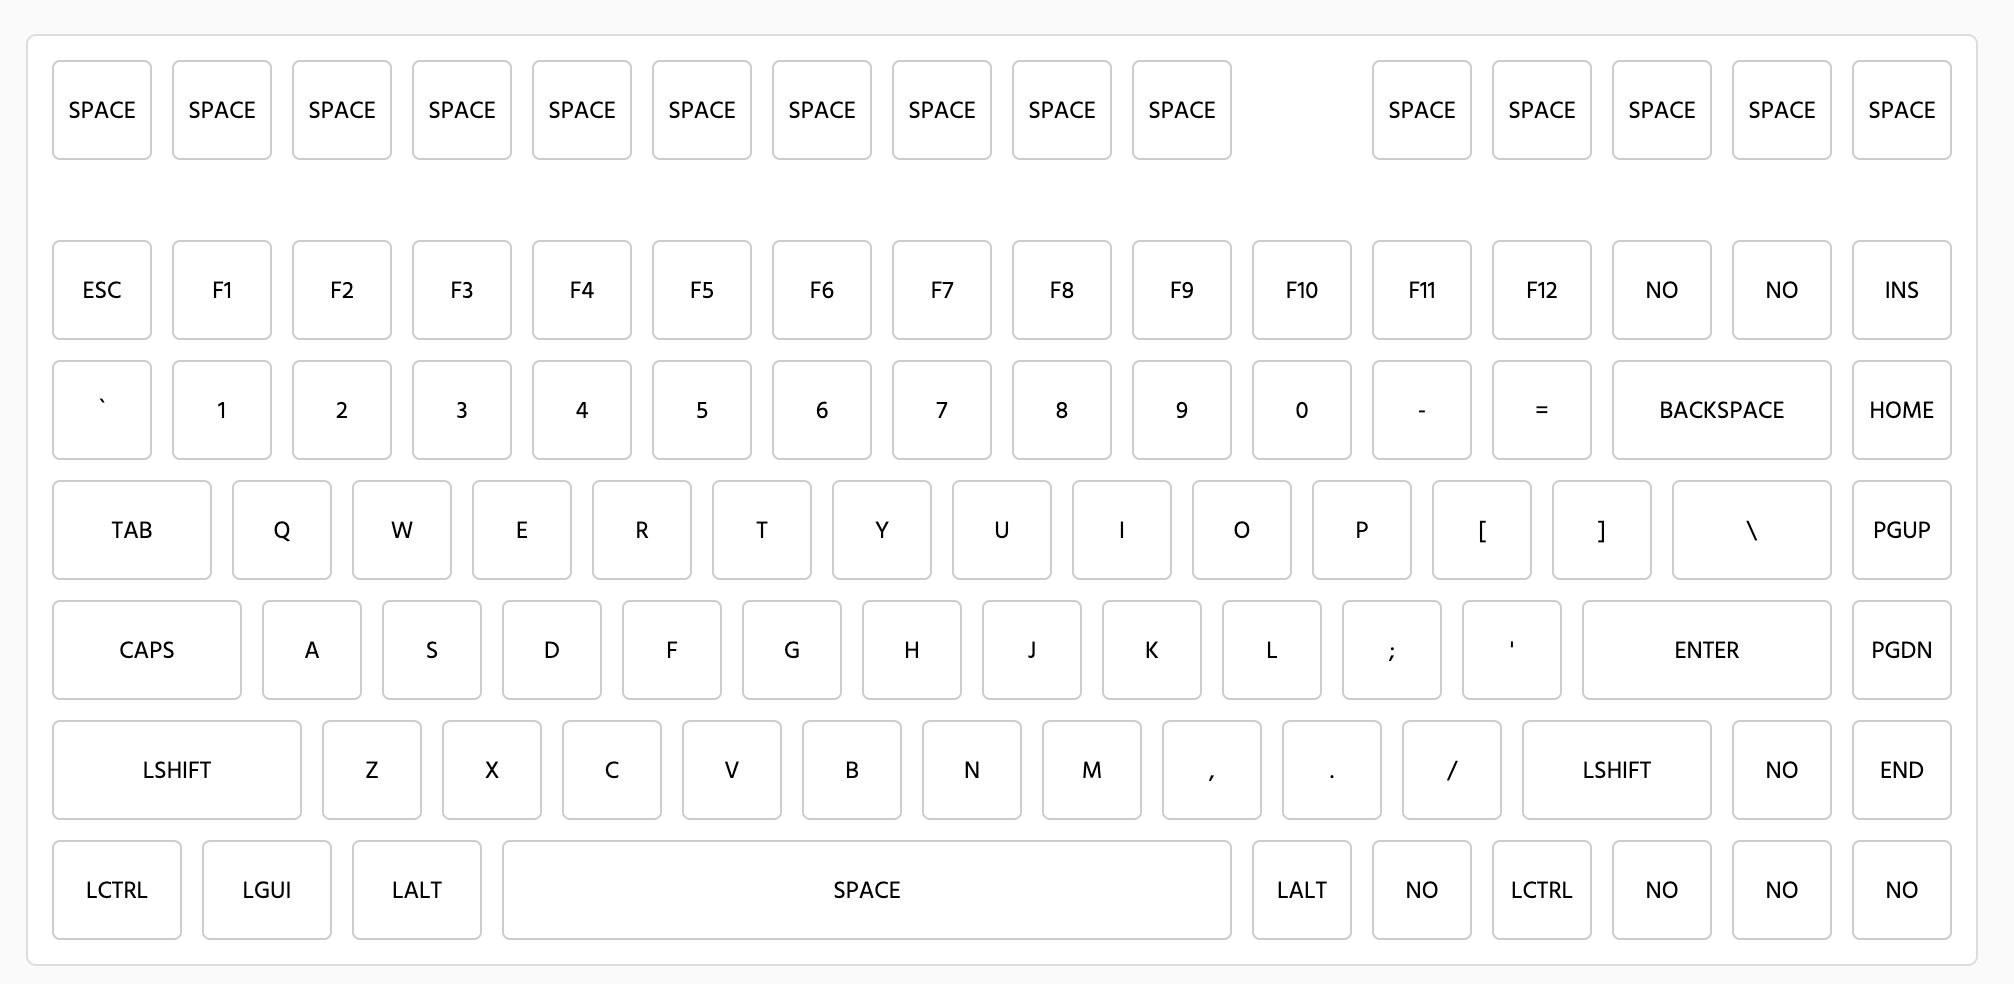 SPACE SPACE SPACE SPACE SPACE SPACE SPACE SPACE SPACE SPACE SPACE SPACE SPACE SPACE SPACE
ESC F1 F2 F3 F4 F5 F6 F7 F8 F9 F10 F11 F12 NO NO INS
` 1 2 3 4 5 6 7 8 9 0 - = BACKSPACE HOME
TAB Q W E R T Y U I O P [ ] \ PGUP
CAPS A S D F G H J K L ; ' ENTER PGDN
LSHIFT Z X C V B N M , . / LSHIFT NO END
LCTRL LGUI LALT SPACE LALT NO LCTRL NO NO NO